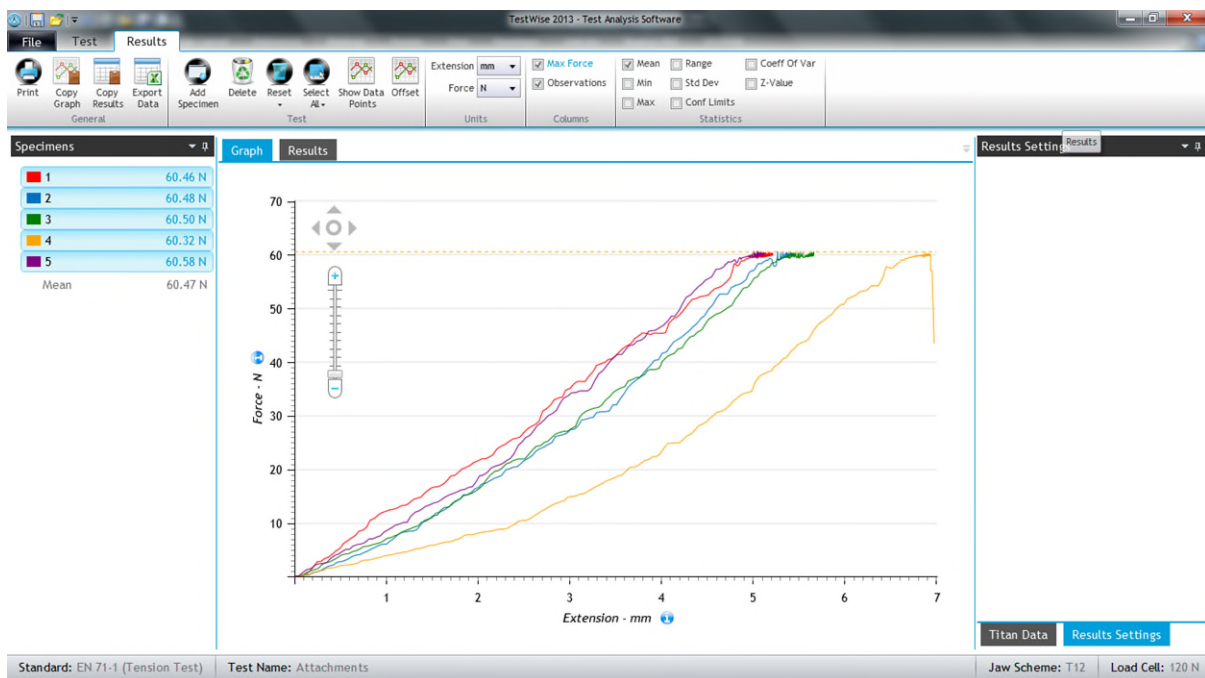 TestWise 2013 - Test Analysis Software
File Test Results
Print Copy Graph Copy Results Export Data Add Specimen Delete Reset Select All Show Data Points Offset
Extension mm
Force N
Max Force
Observations
Mean Range Coeff Of Var
Min Std Dev Z-Value
Max Conf Limits
General Test Units Columns Statistics
Specimens
Graph Results
Results Setting
Results
1 60.46 N
2 60.48 N
3 60.50 N
4 60.32 N
5 60.58 N
Mean 60.47 N
70
60
50
40
30
20
10
Force - N
1 2 3 4 5 6 7
Extension - mm
Titan Data Results Settings
Standard: EN 71-1 (Tension Test) Test Name: Attachments Jaw Scheme: T12 Load Cell: 120 N